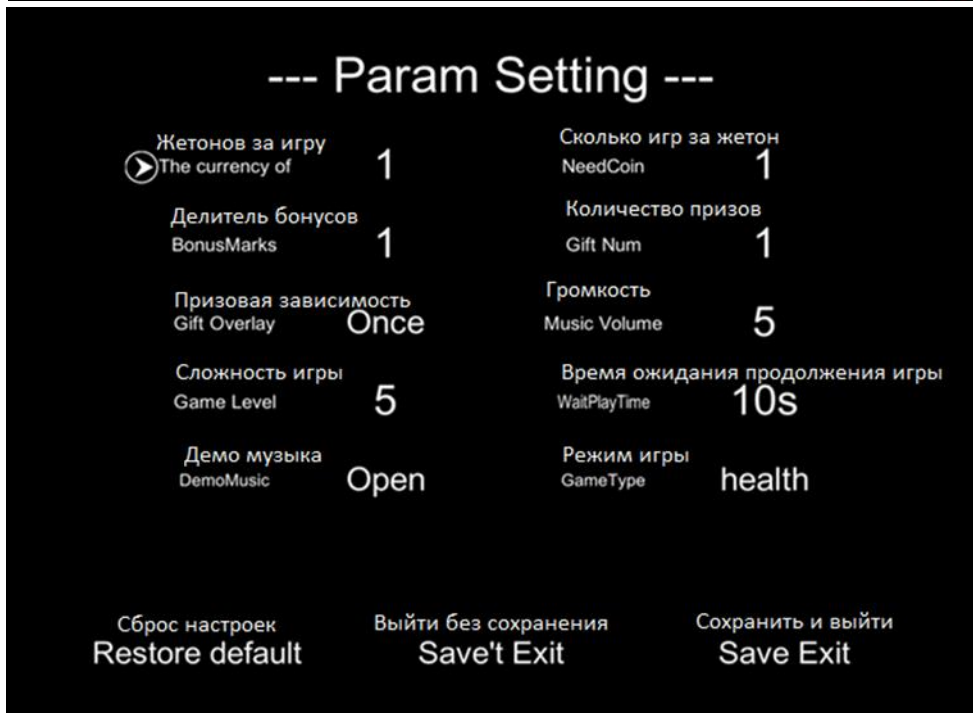 --- Param Setting ---
Жетонов за игру
The currency of 1
Сколько игр за жетон
NeedCoin 1
Делитель бонусов
BonusMarks 1
Количество призов
Gift Num 1
Призовая зависимость
Gift Overlay Once
Громкость
Music Volume 5
Сложность игры
Game Level 5
Время ожидания продолжения игры
WaitPlayTime 10s
Демо музыка
DemoMusic Open
Режим игры
GameType health
Сброс настроек
Restore default
Выйти без сохранения
Save't Exit
Сохранить и выйти
Save Exit